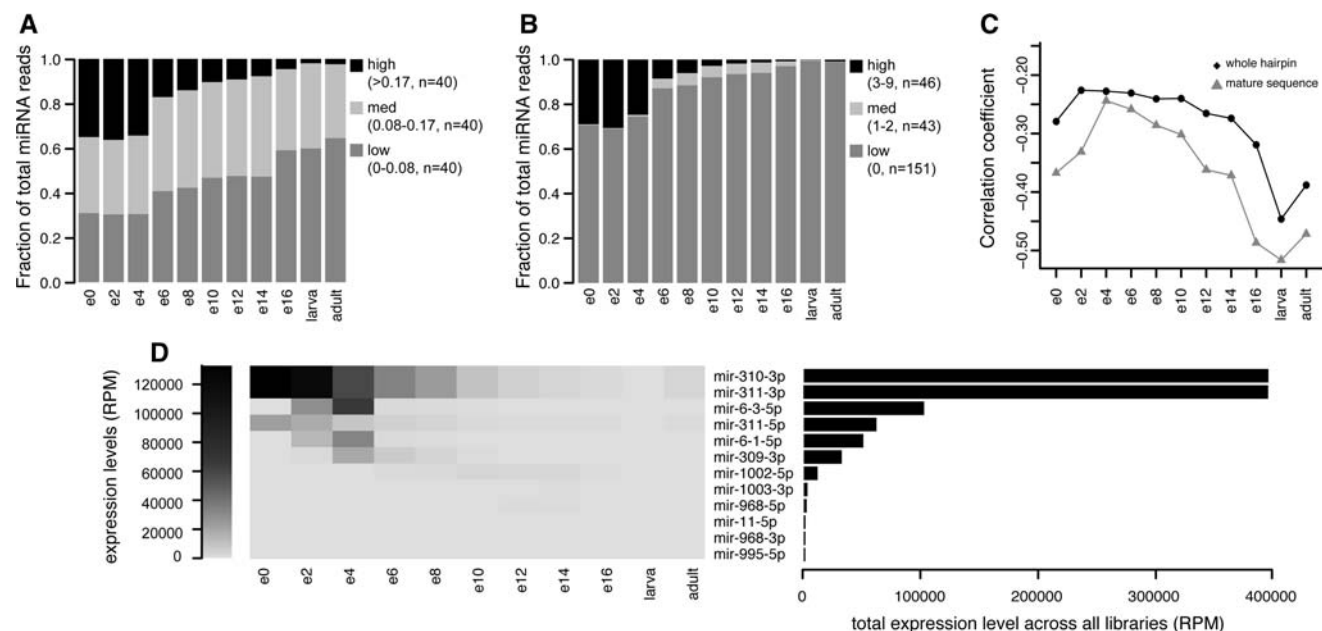 A
Fraction of total miRNA reads
1.0
0.8
0.6
0.4
0.2
0.0
e0
e2
e4
e6
e8
e10
e12
e14
e16
larva
adult
high
(>0.17, n=40)
med
(0.08-0.17, n=40)
low
(0-0.08, n=40)
B
Fraction of total miRNA reads
1.0
0.8
0.6
0.4
0.2
0.0
e0
e2
e4
e6
e8
e10
e12
e14
e16
larva
adult
high
(3-9, n=46)
med
(1-2, n=43)
low
(0, n=151)
C
Correlation coefficient
-0.20
-0.30
-0.40
-0.50
whole hairpin
mature sequence
e0
e2
e4
e6
e8
e10
e12
e14
e16
larva
adult
D
expression levels (RPM)
120000
100000
80000
60000
40000
20000
0
e0
e2
e4
e6
e8
e10
e12
e14
e16
larva
adult
mir-310-3p
mir-311-3p
mir-6-3-5p
mir-311-5p
mir-6-1-5p
mir-309-3p
mir-1002-5p
mir-1003-3p
mir-968-5p
mir-11-5p
mir-968-3p
mir-995-5p
0
100000
200000
300000
400000
total expression level across all libraries (RPM)